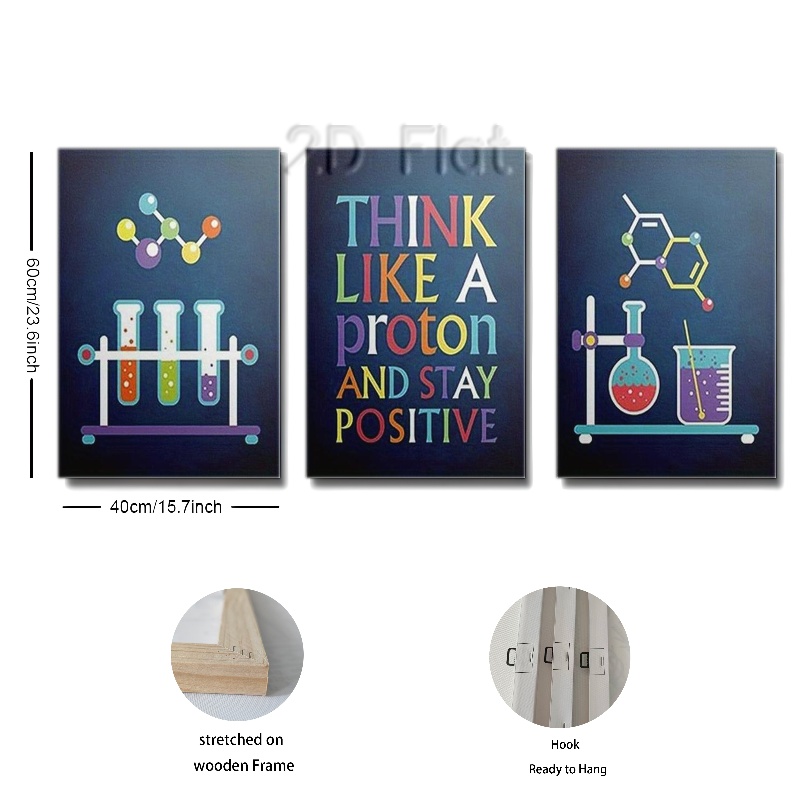 2D Flat
60cm/23.6inch
THINK
LIKE A
proton
AND STAY
POSITIVE
40cm/15.7inch
stretched on
wooden Frame
Hook
Ready to Hang